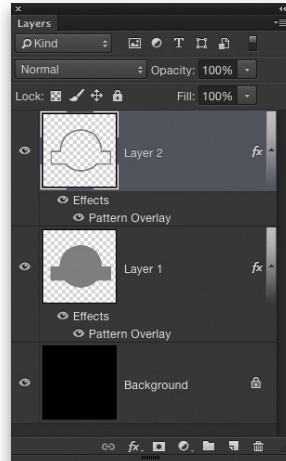 Layers
Kind
Normal Opacity: 100%
Lock: Fill: 100%
Layer 2 fx
Effects
Pattern Overlay
Layer 1 fx
Effects
Pattern Overlay
Background
fx